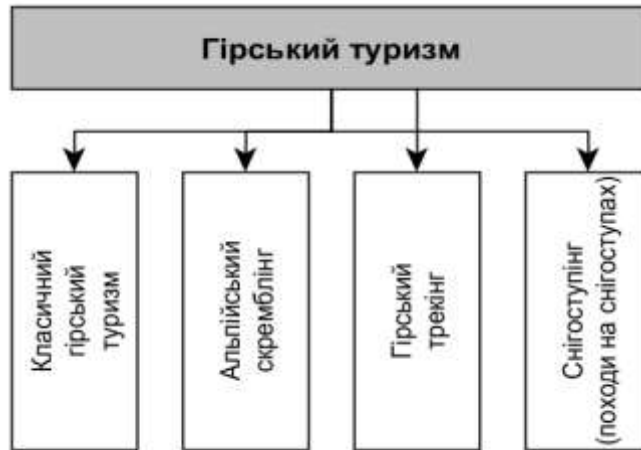 Гірський туризм
Класичний
гірський
туризм
Альпійський
скремблінг
Гірський
трекінг
Снігоступінг
(походи на снігоступах)